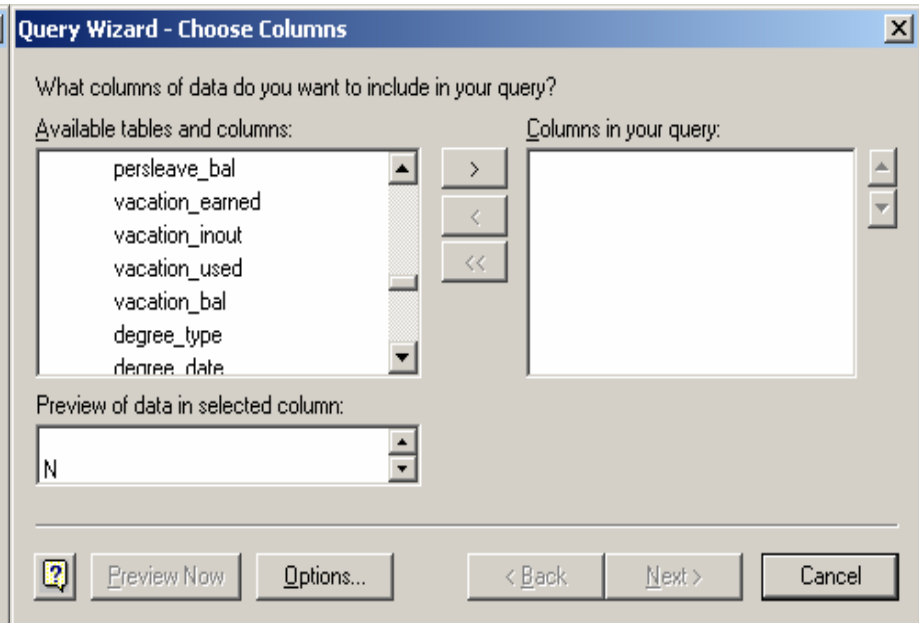 Query Wizard - Choose Columns
What columns of data do you want to include in your query?
Available tables and columns:
Columns in your query:
persleave_bal
vacation_earned
vacation_inout
vacation_used
vacation_bal
degree_type
degree_date
>
<
<<
Preview of data in selected column:
N
?
Preview Now
Options...
< Back
Next >
Cancel